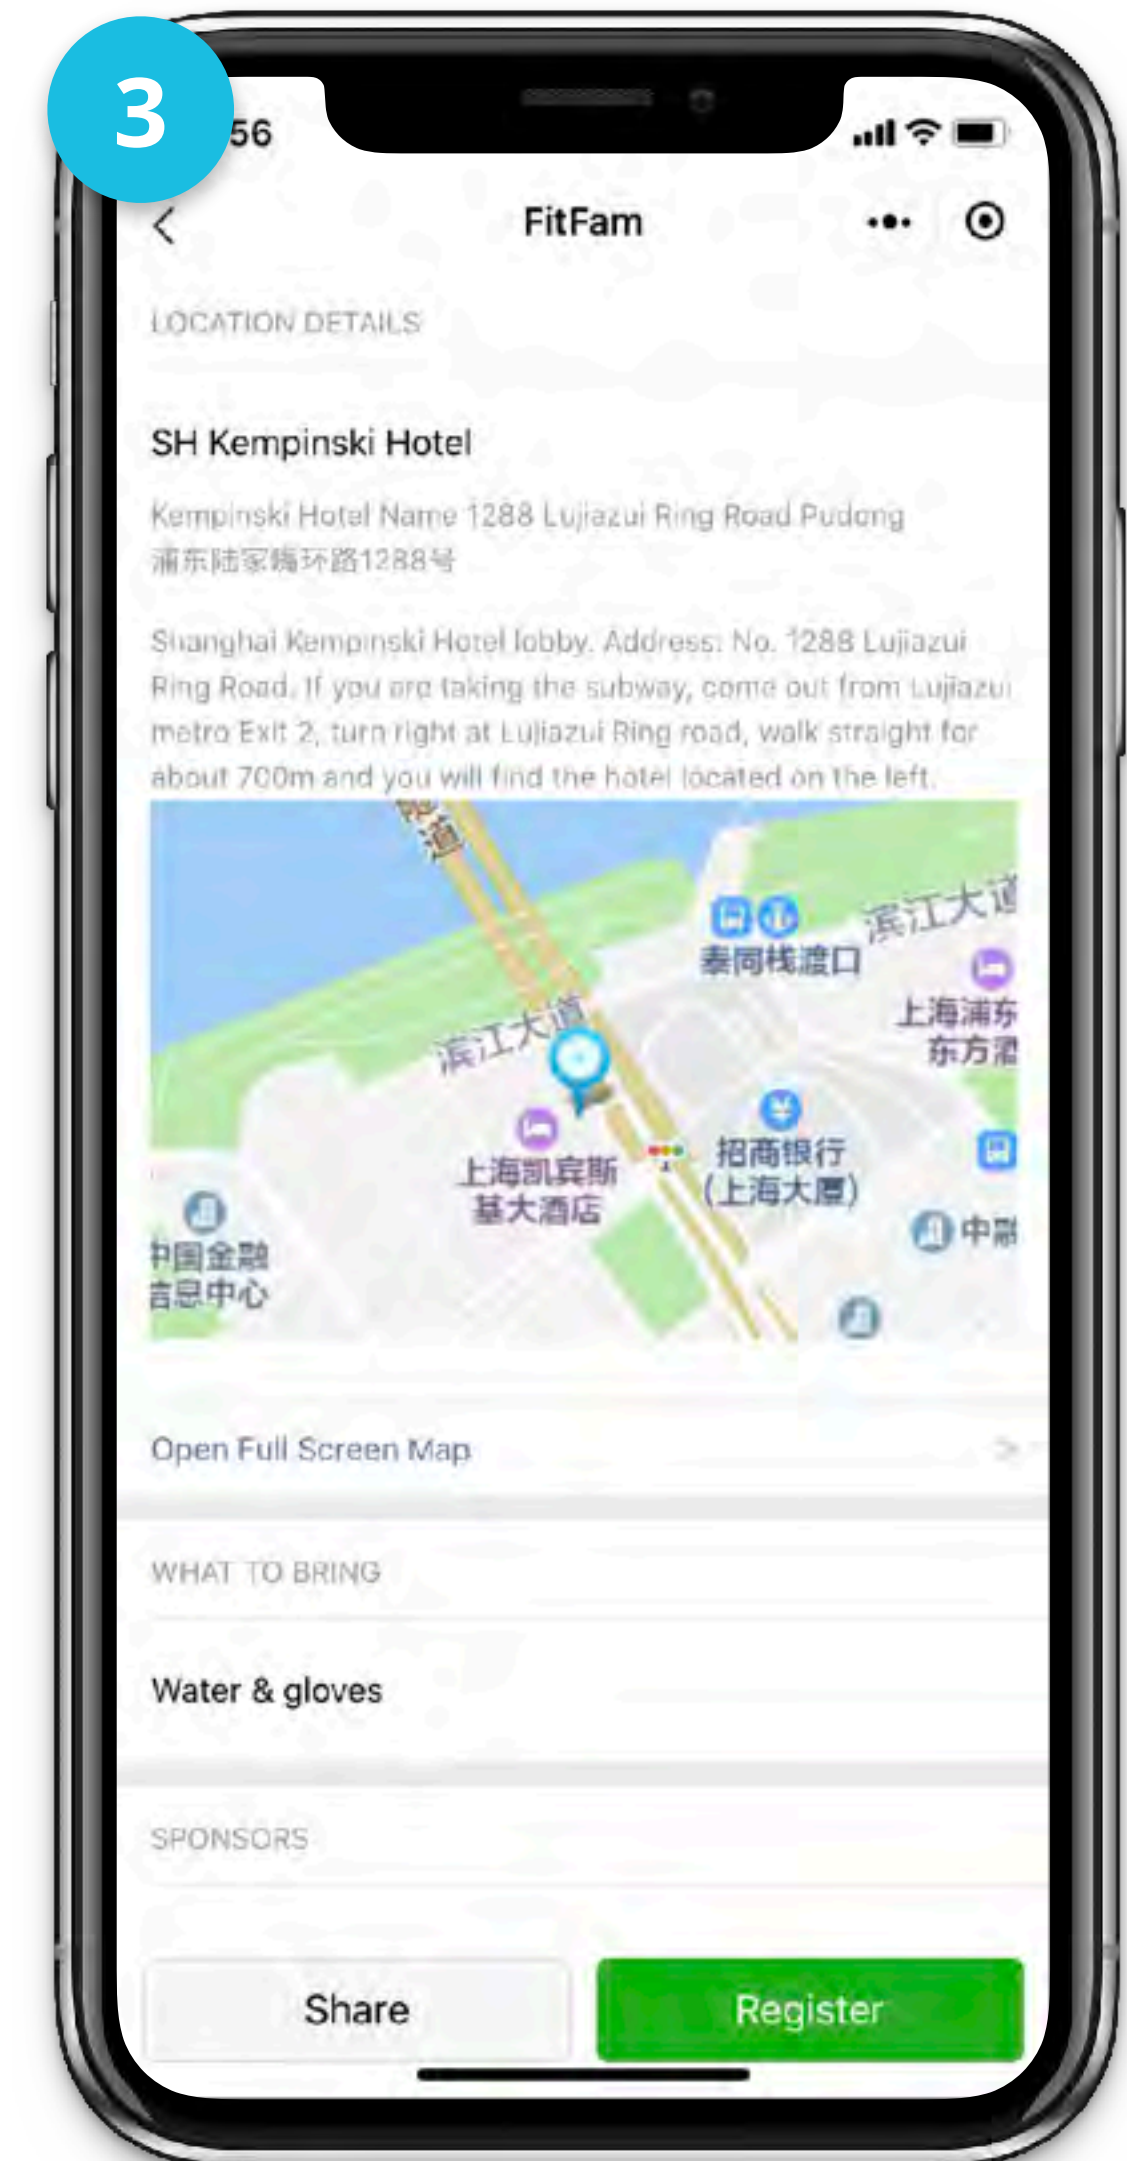 3
56
FitFam
LOCATION DETAILS
SH Kempinski Hotel
Kempinski Hotel Name 1288 Lujiazui Ring Road Pudong
浦东陆家嘴环路1288号
Shanghai Kempinski Hotel lobby. Address: No. 1288 Lujiazui
Ring Road. If you are taking the subway, come out from Lujiazui
metro Exit 2, turn right at Lujiazui Ring road, walk straight for
about 700m and you will find the hotel located on the left.
道
滨江大道
泰同栈渡口
上海浦东
东方酒
滨江大道
招商银行
(上海大厦)
上海凯宾斯
基大酒店
中融
中国金融
信息中心
Open Full Screen Map >
WHAT TO BRING
Water & gloves
SPONSORS
Share
Register